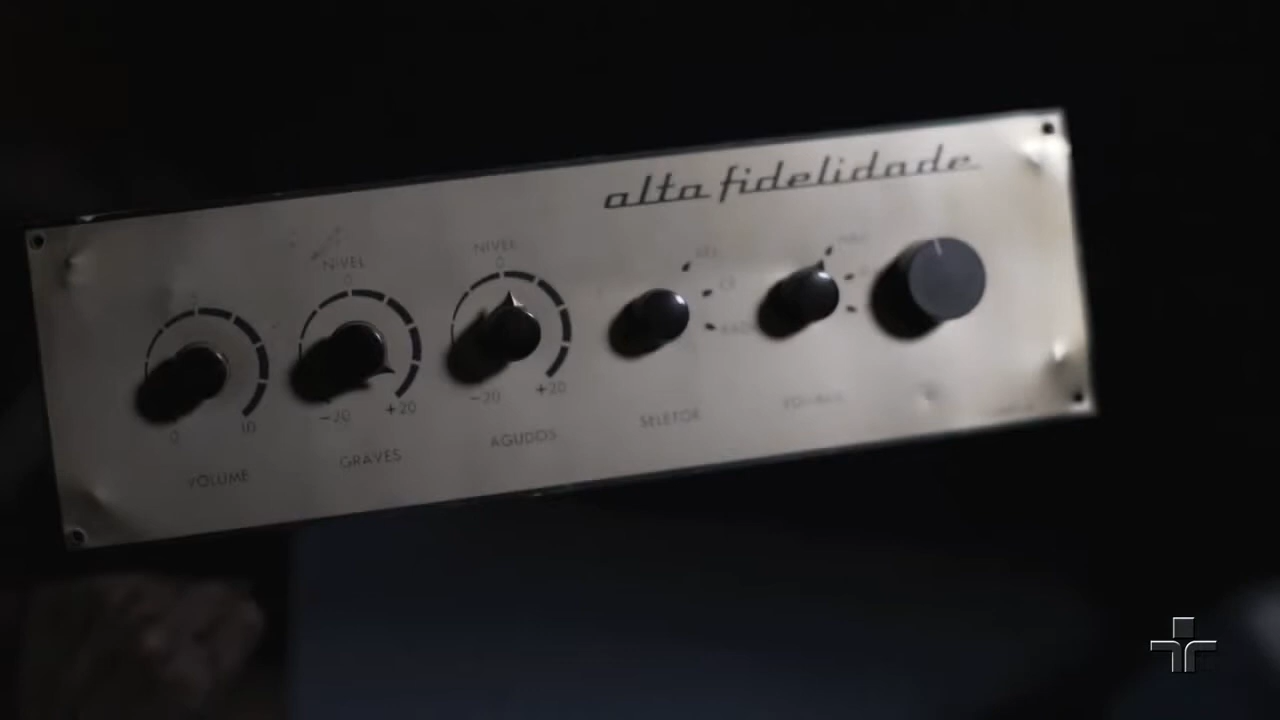 alta fidelidade
NIVEL
0
NIVEL
0
0
10
VOLUME
-20
+20
GRAVES
-20
+20
AGUDOS
SELETOR